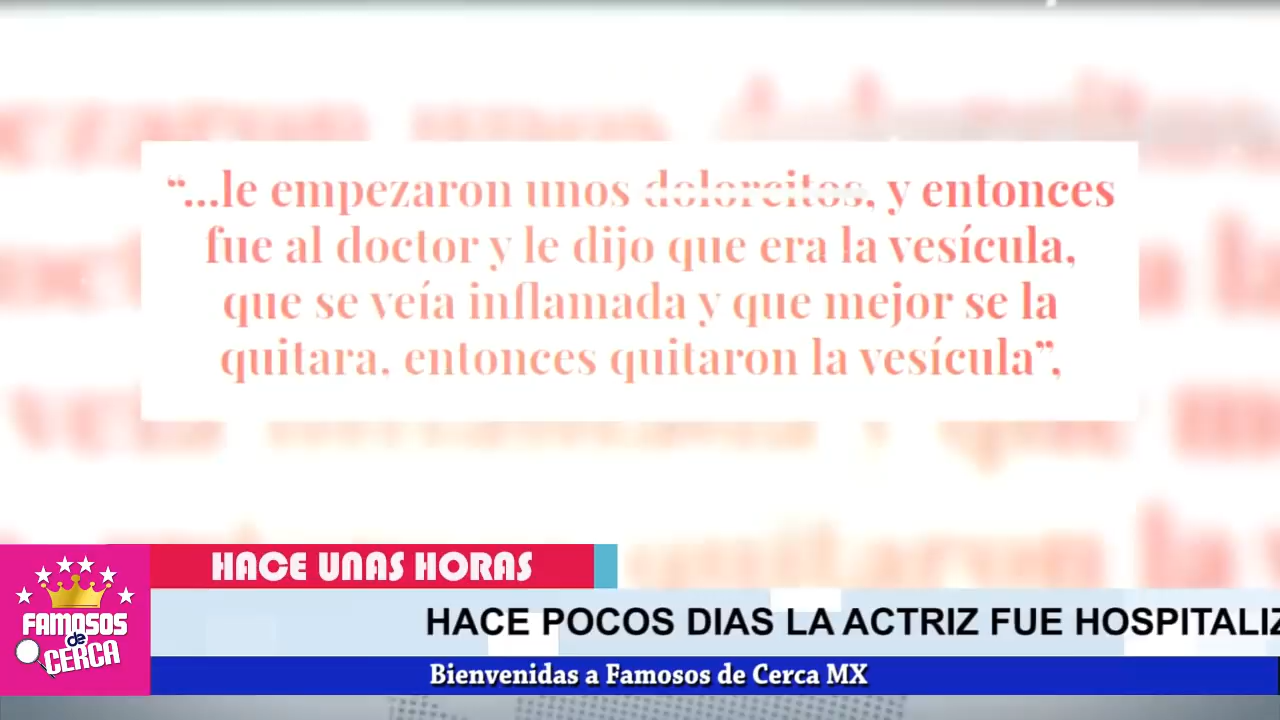 “...le empezaron unos dolorcitos, y entonces
fue al doctor y le dijo que era la vesícula,
que se veía inflamada y que mejor se la
quitara, entonces quitaron la vesícula”,
HACE UNAS HORAS
HACE POCOS DIAS LA ACTRIZ FUE HOSPITALIZ
FAMOSOS
de
CERCA
Bienvenidas a Famosos de Cerca MX